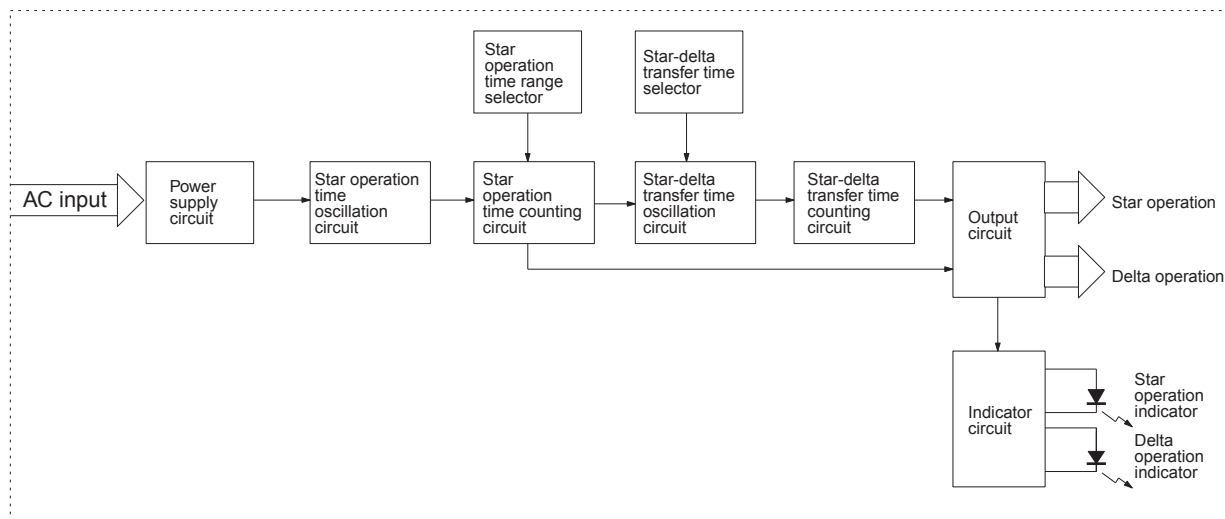 Star
operation
time range
selector
Star-delta
transfer time
selector
AC input
Power
supply
circuit
Star operation
time
oscillation
circuit
Star
operation
time counting
circuit
Star-delta
transfer time
oscillation
circuit
Star-delta
transfer time
counting
circuit
Output
circuit
Star operation
Delta operation
Indicator
circuit
Star
operation
indicator
Delta
operation
indicator